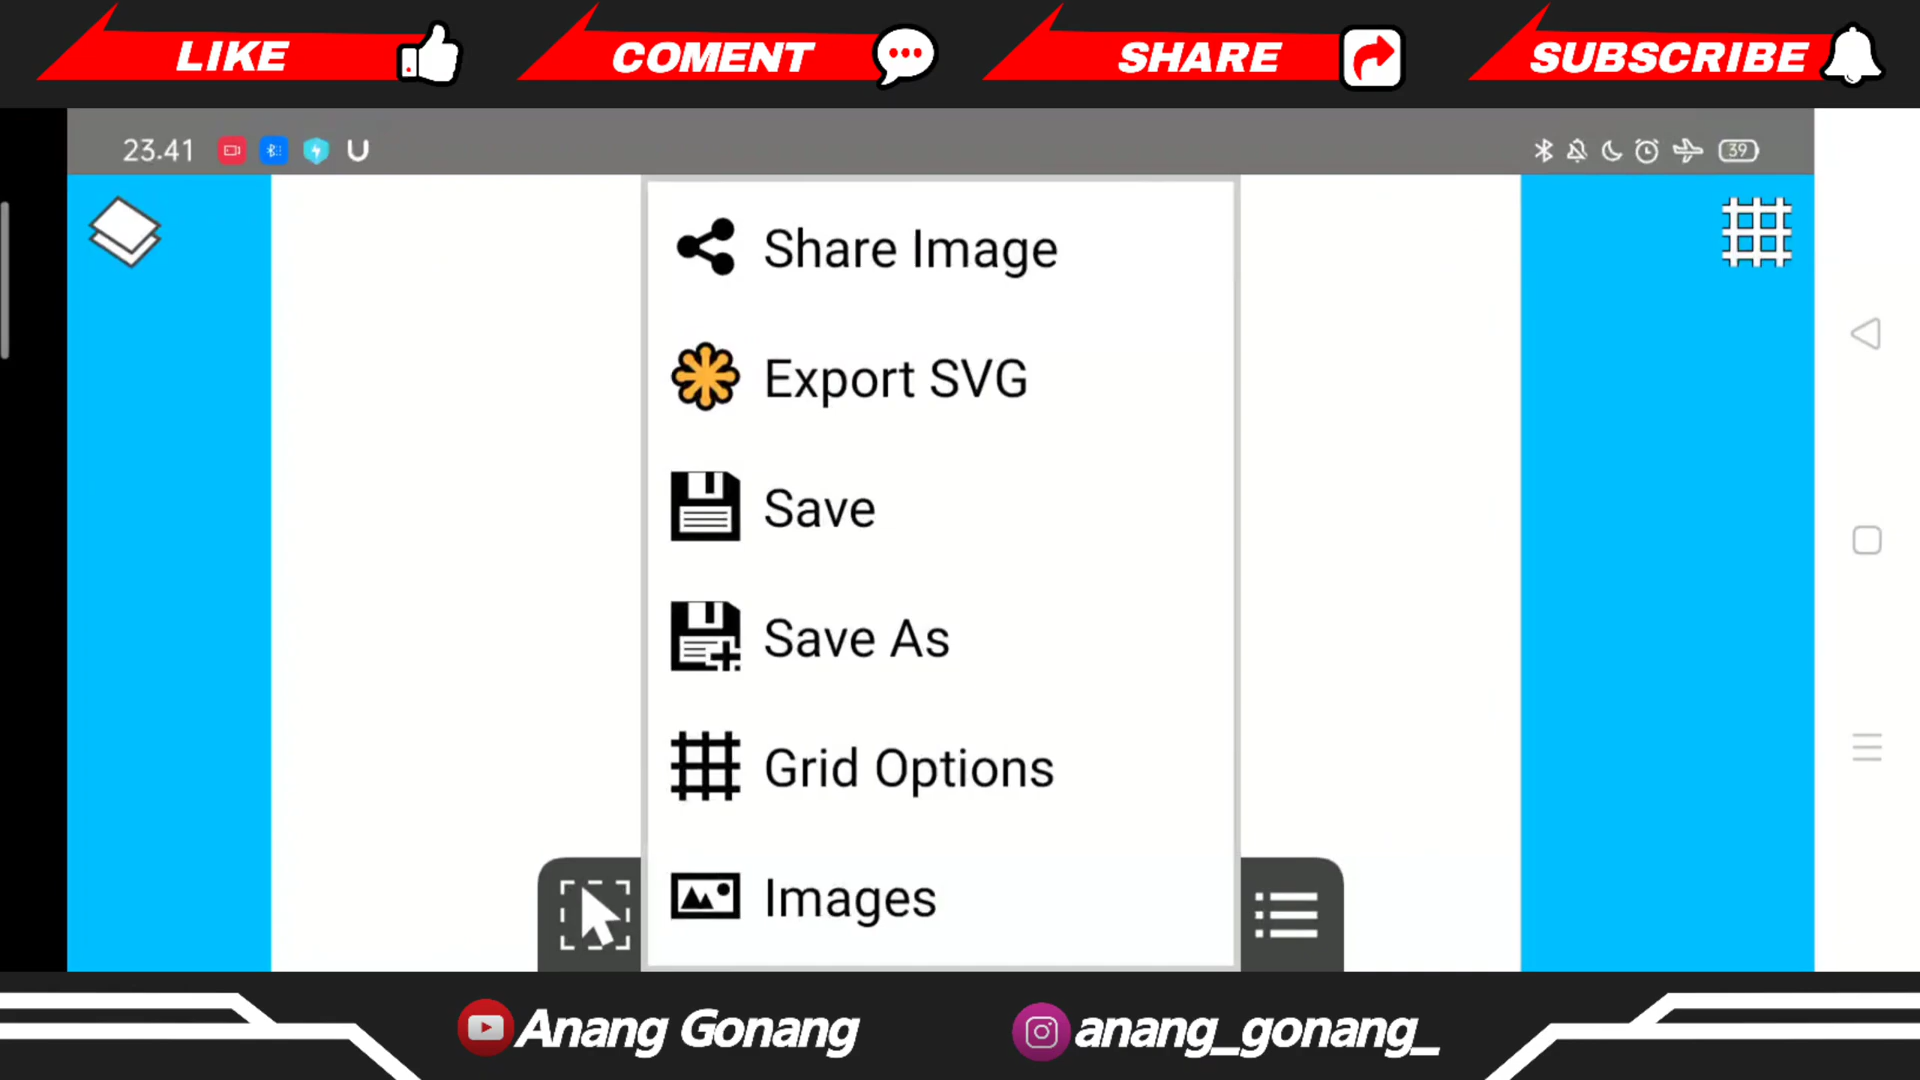 LIKE
COMENT
SHARE
SUBSCRIBE
23.41
39
Share Image
Export SVG
Save
Save As
Grid Options
Images
Anang Gonang
anang_gonang_